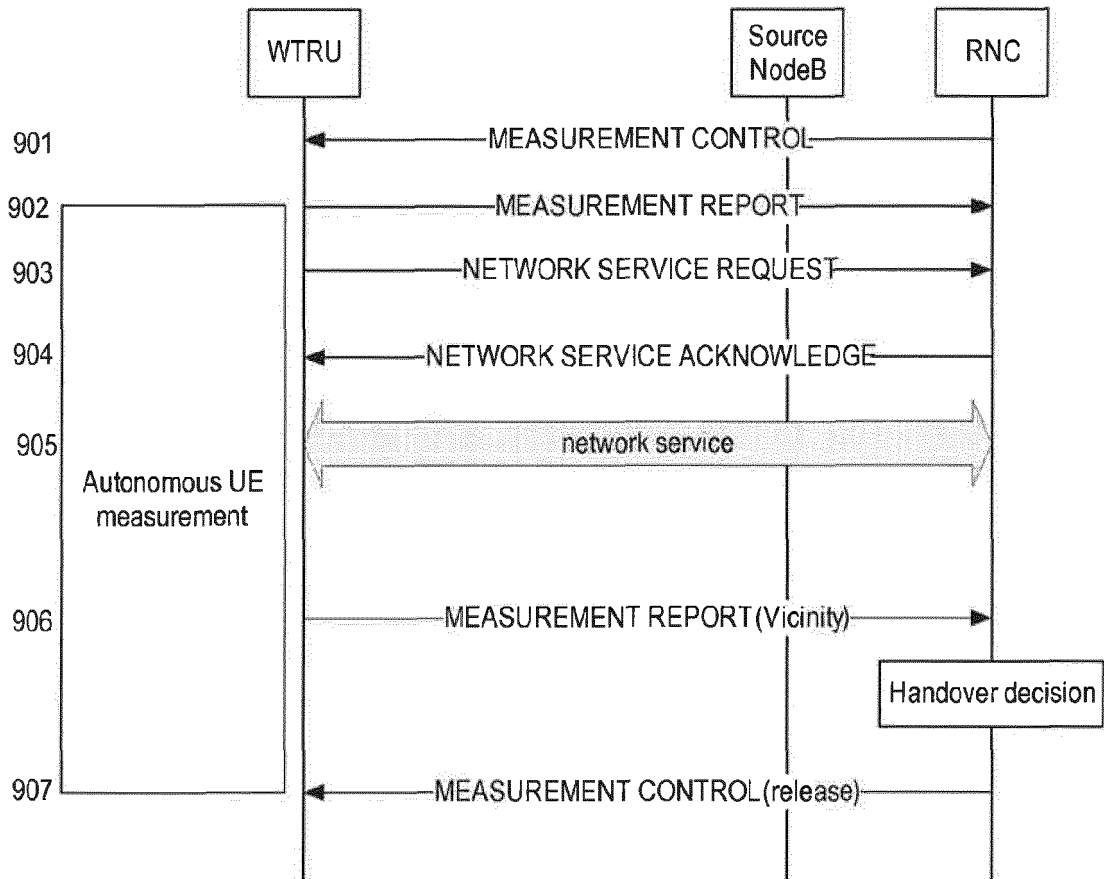 WTRU
Source
NodeB
RNC
901
MEASUREMENT CONTROL
902
MEASUREMENT REPORT
903
NETWORK SERVICE REQUEST
904
NETWORK SERVICE ACKNOWLEDGE
905
network service
Autonomous UE
measurement
906
MEASUREMENT REPORT(Vicinity)
Handover decision
907
MEASUREMENT CONTROL(release)